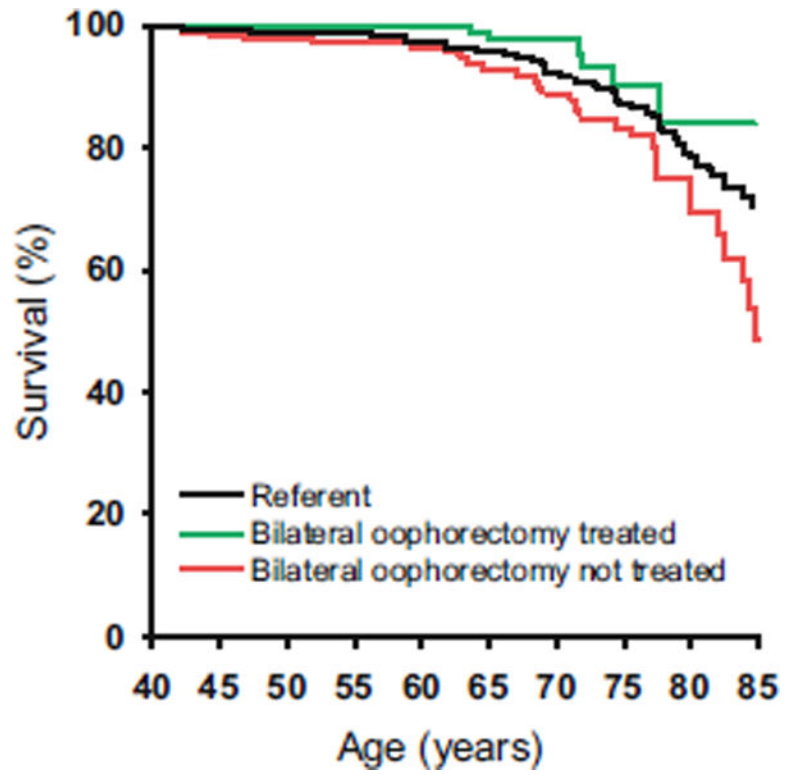 100
80
60
40
20
0
Survival (%)
Referent
Bilateral oophorectomy treated
Bilateral oophorectomy not treated
40 45 50 55 60 65 70 75 80 85
Age (years)